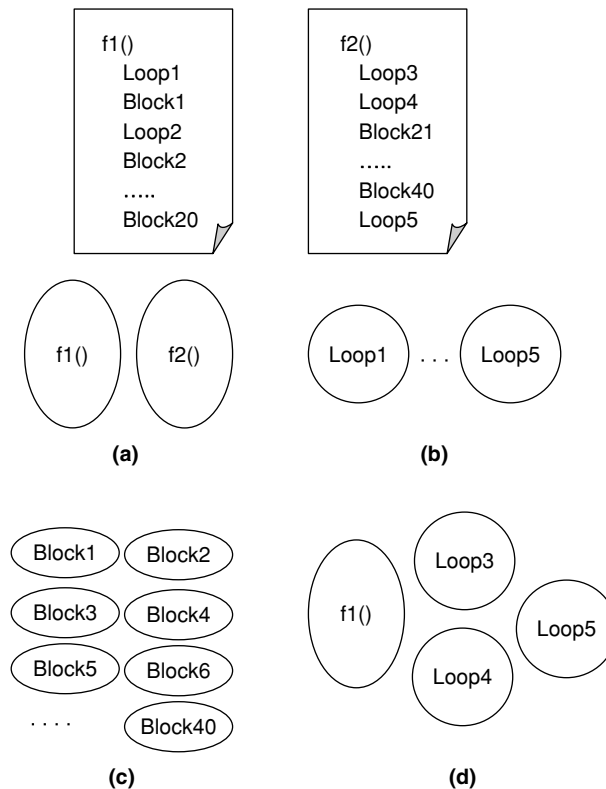 f1()
Loop1
Block1
Loop2
Block2
.....
Block20
f2()
Loop3
Loop4
Block21
.....
Block40
Loop5
f1()
f2()
(a)
Loop1
. . .
Loop5
(b)
Block1
Block2
Block3
Block4
Block5
Block6
. . . .
Block40
(c)
f1()
Loop3
Loop4
Loop5
(d)